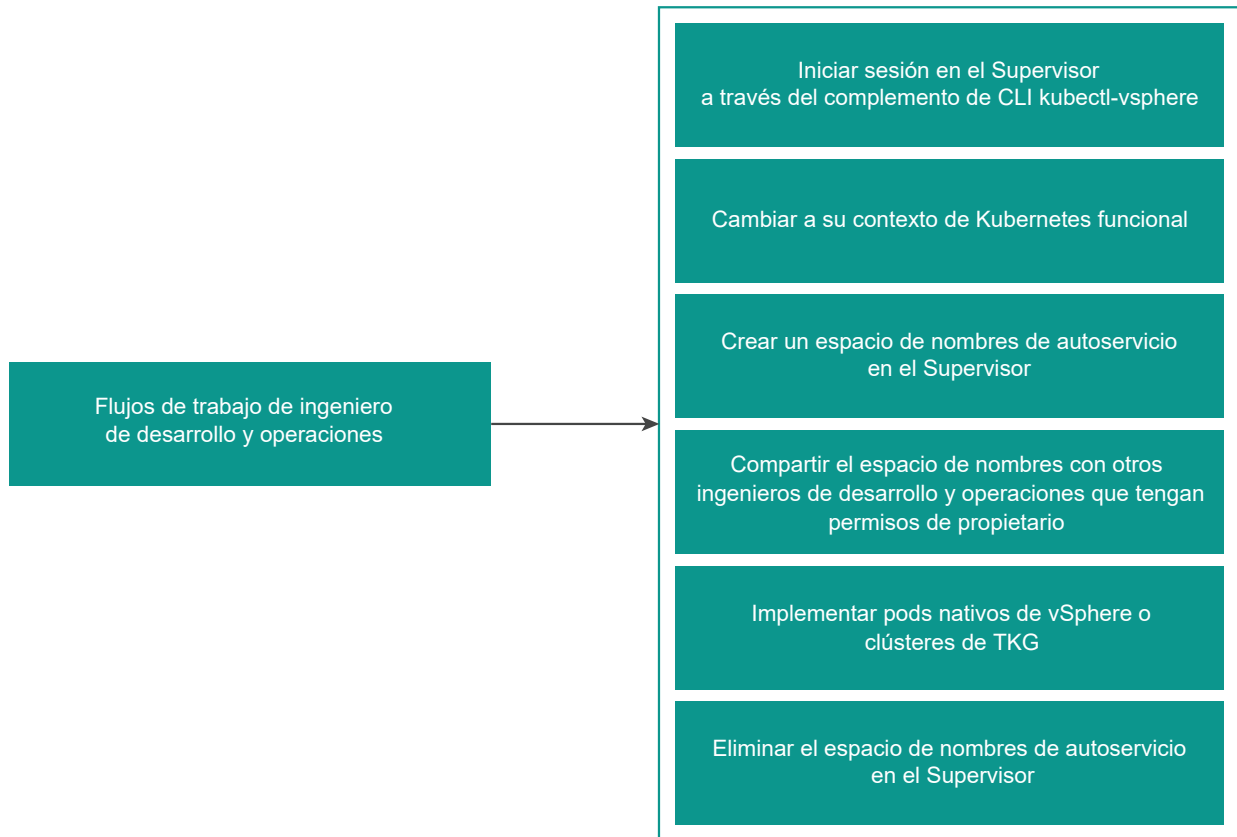 Flujos de trabajo de ingeniero
de desarrollo y operaciones
Iniciar sesión en el Supervisor
a través del complemento de CLI kubectl-vsphere
Cambiar a su contexto de Kubernetes funcional
Crear un espacio de nombres de autoservicio
en el Supervisor
Compartir el espacio de nombres con otros
ingenieros de desarrollo y operaciones que tengan
permisos de propietario
Implementar pods nativos de vSphere o
clústeres de TKG
Eliminar el espacio de nombres de autoservicio
en el Supervisor